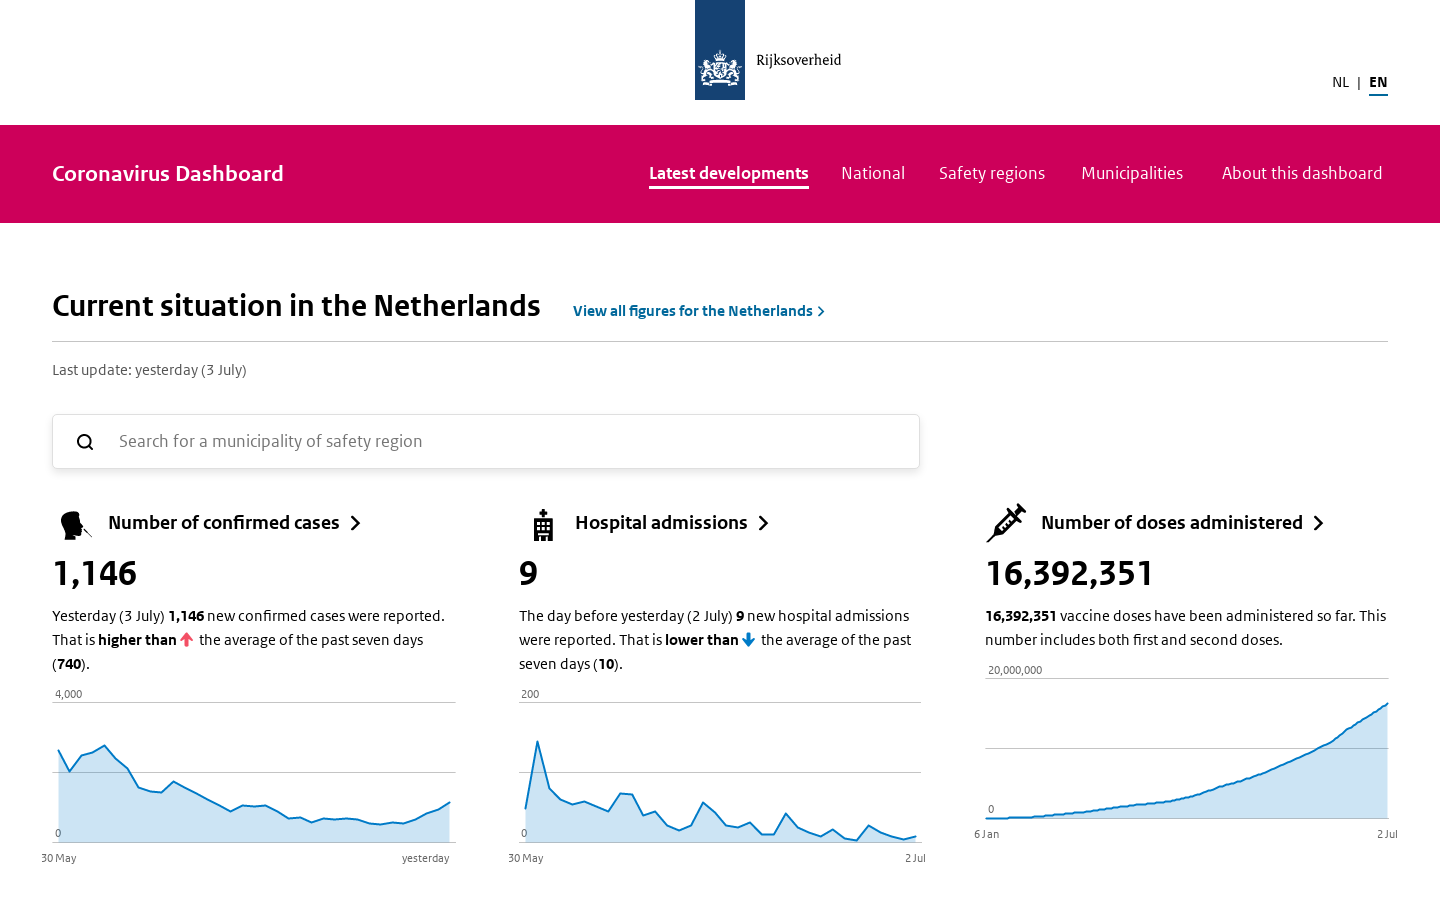 Rijksoverheid
NL | EN
Coronavirus Dashboard
Latest developments
National
Safety regions
Municipalities
About this dashboard
Current situation in the Netherlands
View all figures for the Netherlands
Last update: yesterday (3 July)
Search for a municipality of safety region
Number of confirmed cases
1,146
Yesterday (3 July) 1,146 new confirmed cases were reported.
That is higher than the average of the past seven days
(740).
4,000
0
30 May
yesterday
Hospital admissions
9
The day before yesterday (2 July) 9 new hospital admissions
were reported. That is lower than the average of the past
seven days (10).
200
0
30 May
2 Jul
Number of doses administered
16,392,351
16,392,351 vaccine doses have been administered so far. This
number includes both first and second doses.
20,000,000
0
6 Jan
2 Jul